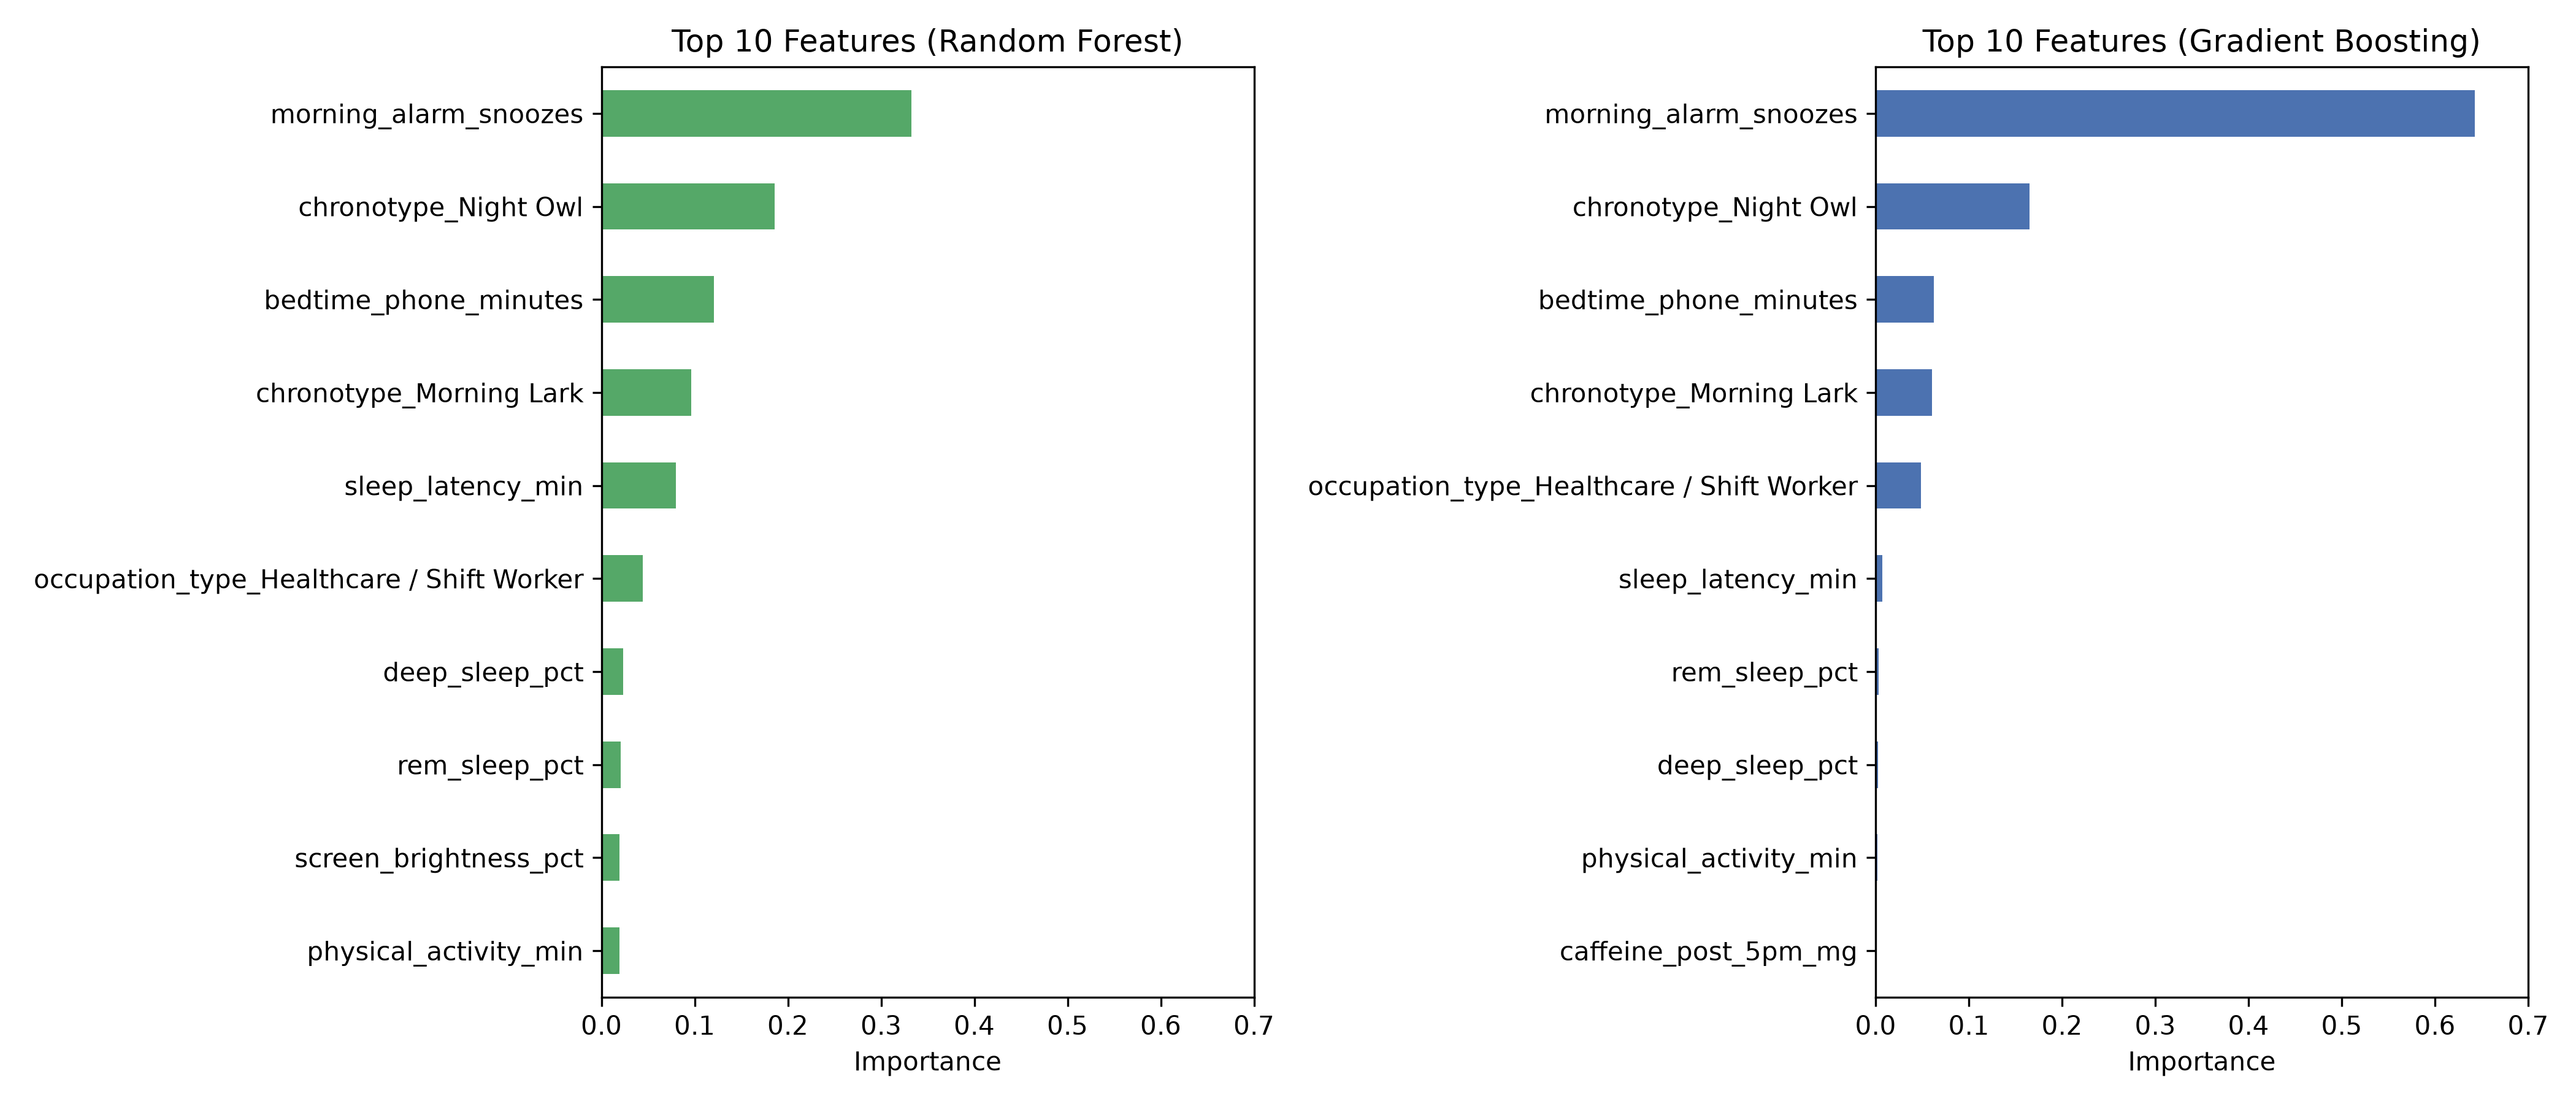 Top 10 Features (Random Forest)
morning_alarm_snoozes
chronotype_Night Owl
bedtime_phone_minutes
chronotype_Morning Lark
sleep_latency_min
occupation_type_Healthcare / Shift Worker
deep_sleep_pct
rem_sleep_pct
screen_brightness_pct
physical_activity_min
0.0 0.1 0.2 0.3 0.4 0.5 0.6 0.7
Importance
Top 10 Features (Gradient Boosting)
morning_alarm_snoozes
chronotype_Night Owl
bedtime_phone_minutes
chronotype_Morning Lark
occupation_type_Healthcare / Shift Worker
sleep_latency_min
rem_sleep_pct
deep_sleep_pct
physical_activity_min
caffeine_post_5pm_mg
0.0 0.1 0.2 0.3 0.4 0.5 0.6 0.7
Importance